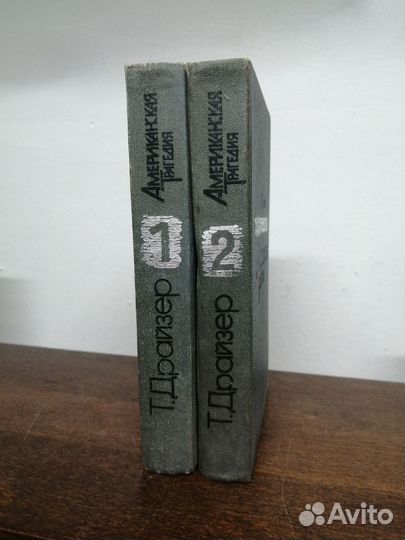 Т. Драйзер
1
Американская
Трагедия
Т. Драйзер
2
Американская
Трагедия
Avito